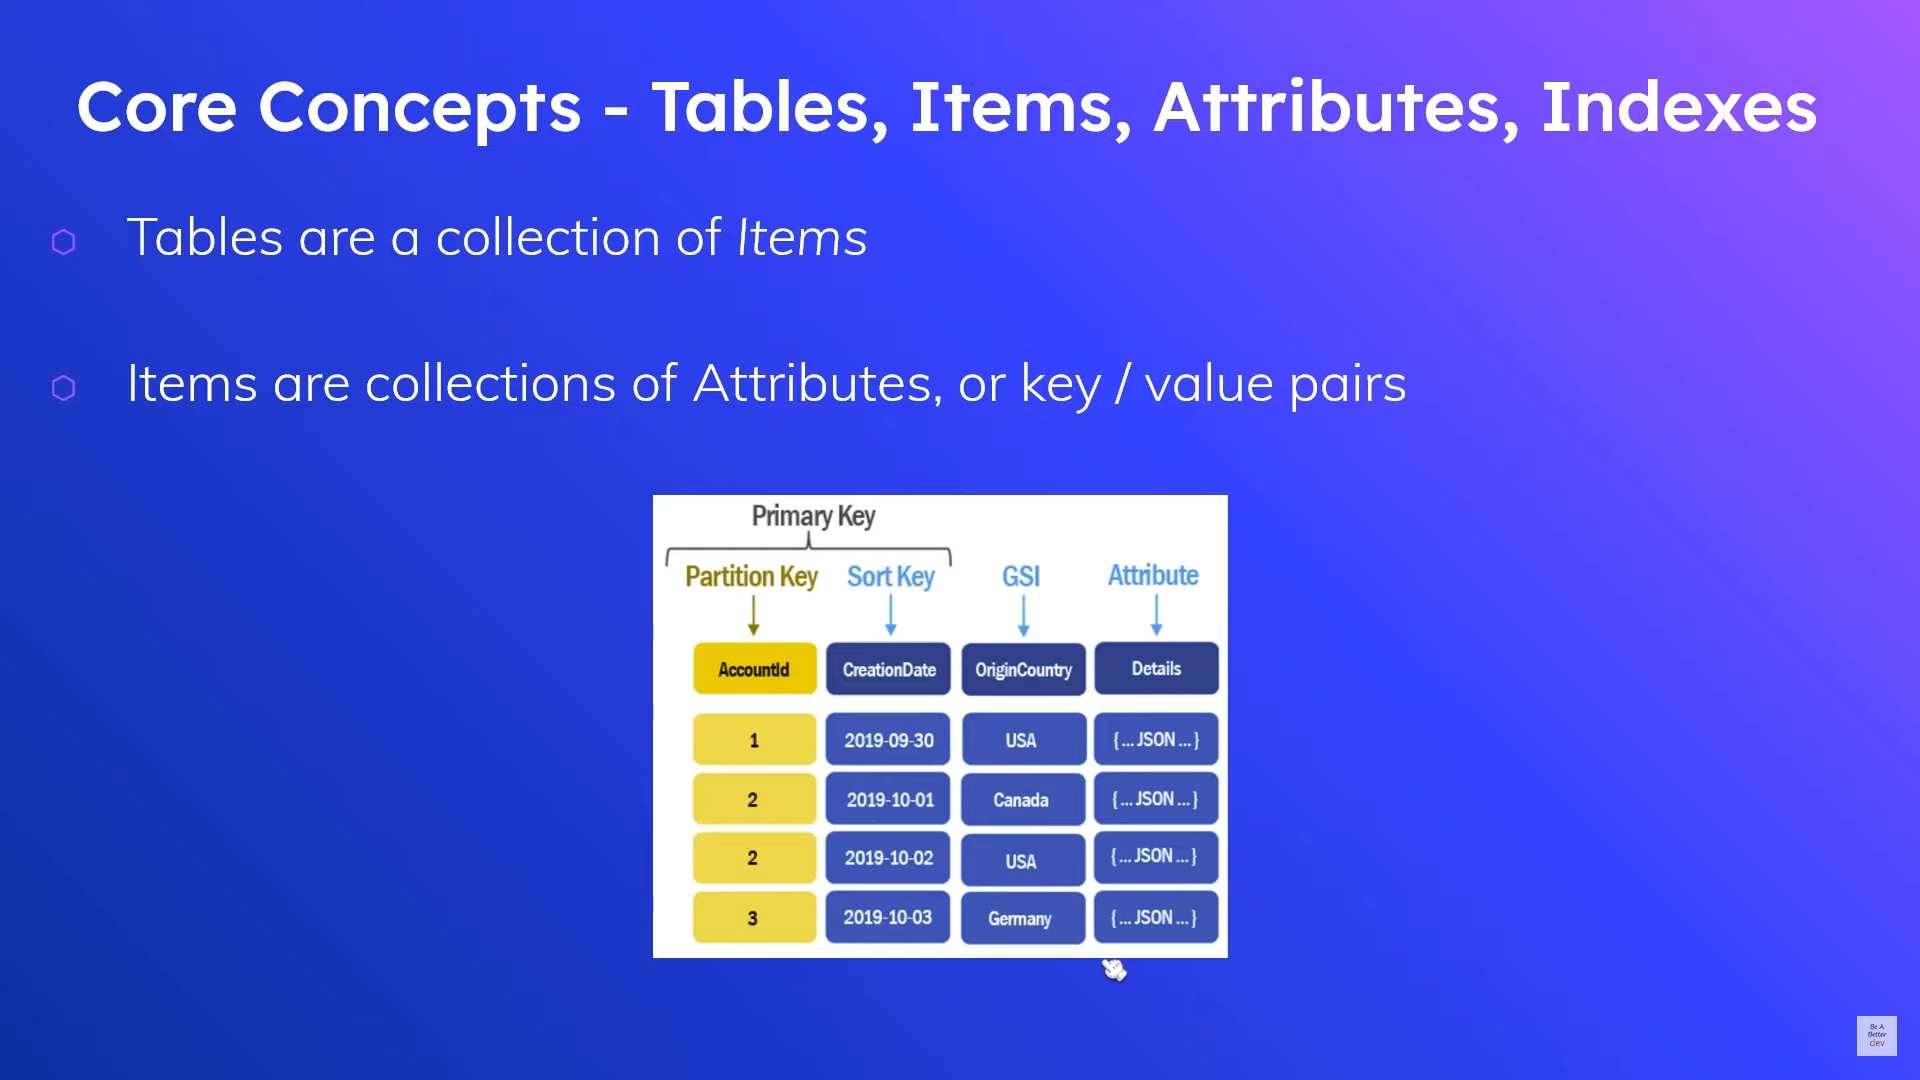 Core Concepts - Tables, Items, Attributes, Indexes
Tables are a collection of Items
Items are collections of Attributes, or key / value pairs
Primary Key
Partition Key Sort Key GSI Attribute
AccountId CreationDate OriginCountry Details
1 2019-09-30 USA {... JSON ...}
2 2019-10-01 Canada {... JSON ...}
2 2019-10-02 USA {... JSON ...}
3 2019-10-03 Germany {... JSON ...}
Be A
Better
dev